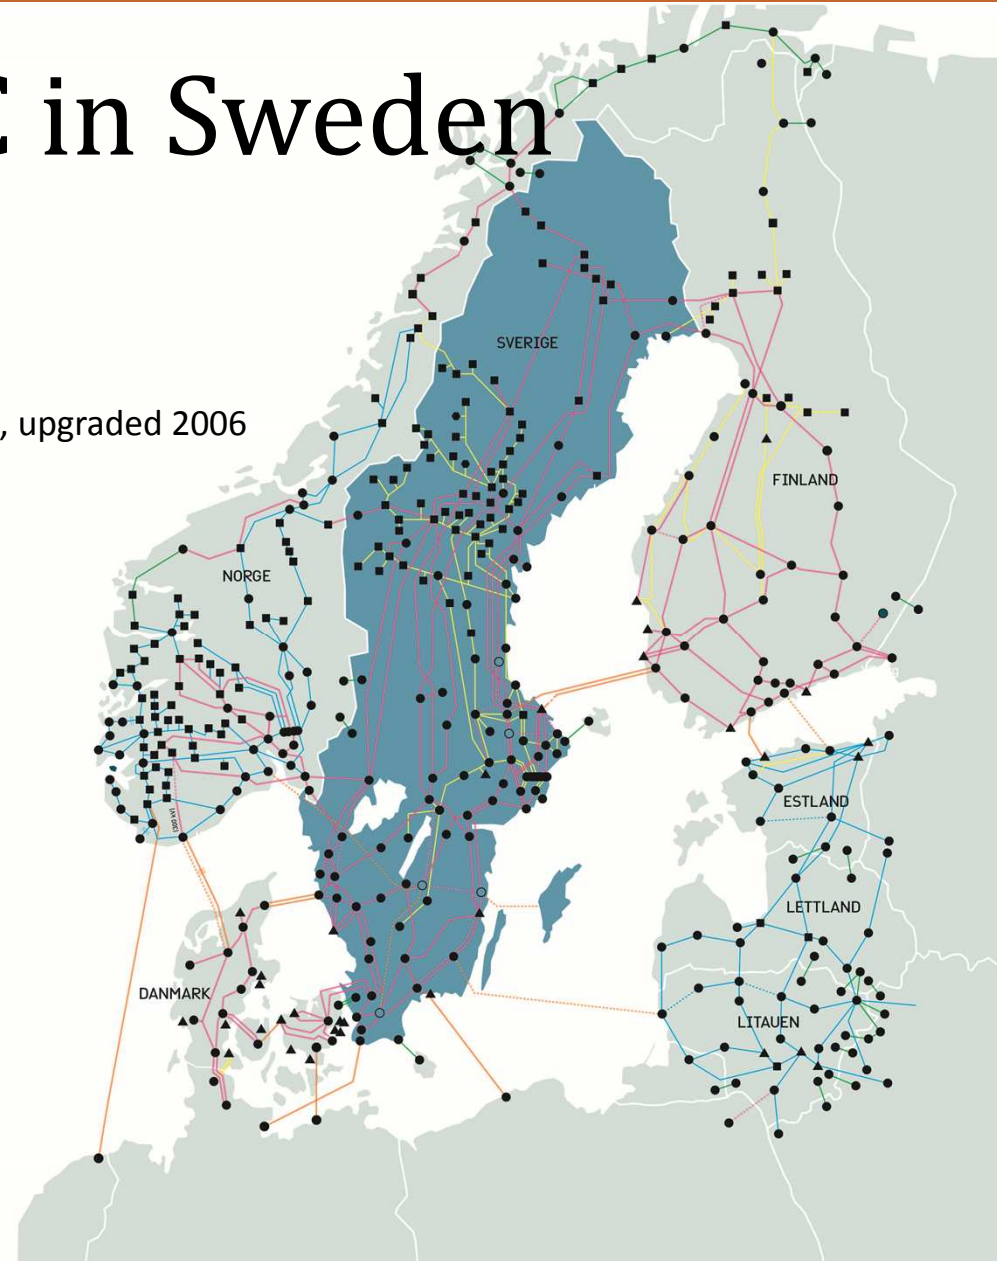 in Sweden
SVERIGE
, upgraded 2006
FINLAND
NORGE
ESTLAND
LETTLAND
DANMARK
LITAUEN